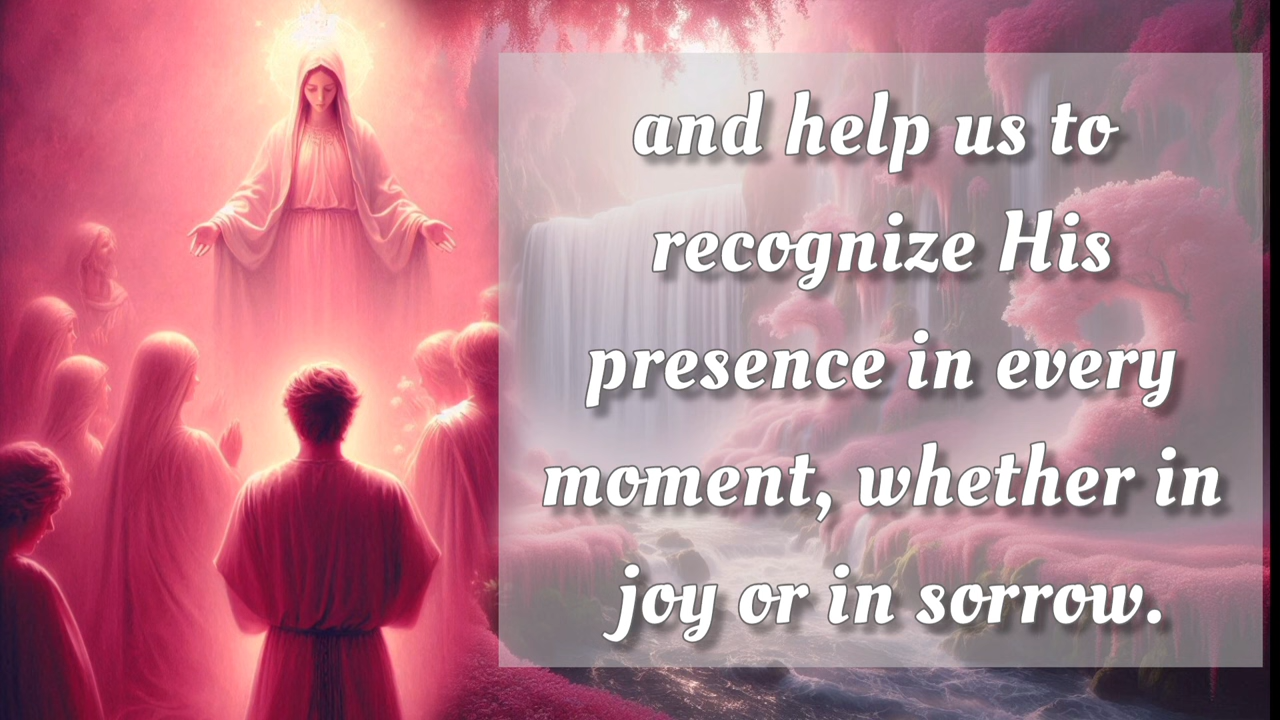 and help us to
recognize His
presence in every
moment, whether in
joy or in sorrow.